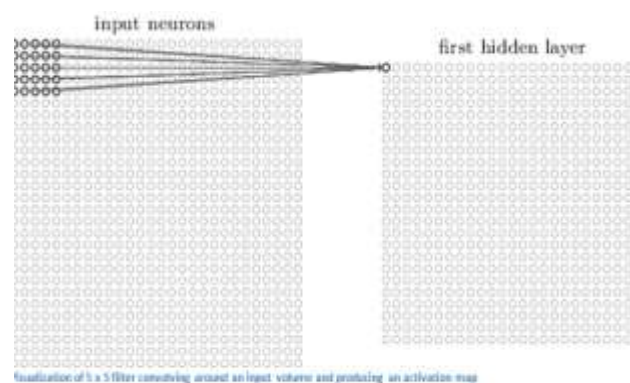 input neurons
first hidden layer
Visualization of 5 x 5 filter convolving around an input volume and producing an activation map